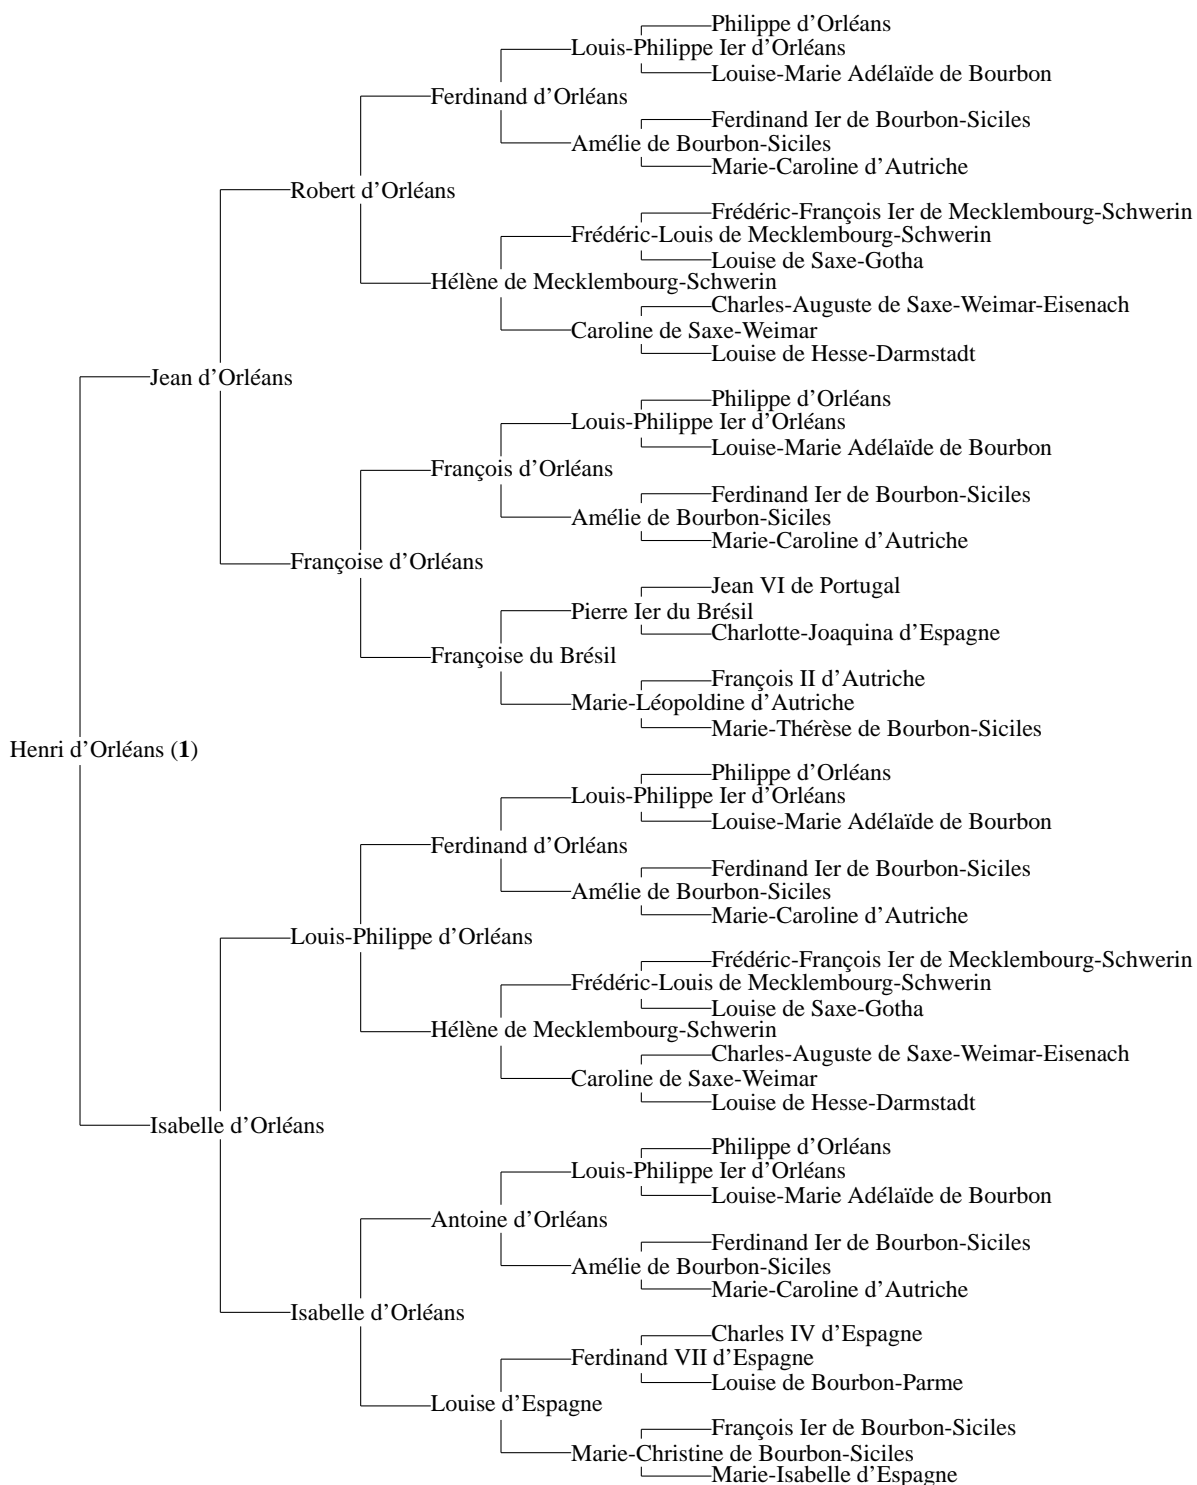 Philippe d’Orléans
Louis-Philippe Ier d’Orléans
Louise-Marie Adélaïde de Bourbon
Ferdinand d’Orléans
Ferdinand Ier de Bourbon-Siciles
Amélie de Bourbon-Siciles
Marie-Caroline d’Autriche
Robert d’Orléans
Frédéric-François Ier de Mecklembourg-Schwerin
Frédéric-Louis de Mecklembourg-Schwerin
Louise de Saxe-Gotha
Hélène de Mecklembourg-Schwerin
Charles-Auguste de Saxe-Weimar-Eisenach
Caroline de Saxe-Weimar
Louise de Hesse-Darmstadt
Jean d’Orléans
Philippe d’Orléans
Louis-Philippe Ier d’Orléans
Louise-Marie Adélaïde de Bourbon
François d’Orléans
Ferdinand Ier de Bourbon-Siciles
Amélie de Bourbon-Siciles
Marie-Caroline d’Autriche
Françoise d’Orléans
Jean VI de Portugal
Pierre Ier du Brésil
Charlotte-Joaquina d’Espagne
Françoise du Brésil
François II d’Autriche
Marie-Léopoldine d’Autriche
Marie-Thérèse de Bourbon-Siciles
Henri d’Orléans (1)
Philippe d’Orléans
Louis-Philippe Ier d’Orléans
Louise-Marie Adélaïde de Bourbon
Ferdinand d’Orléans
Ferdinand Ier de Bourbon-Siciles
Amélie de Bourbon-Siciles
Marie-Caroline d’Autriche
Louis-Philippe d’Orléans
Frédéric-François Ier de Mecklembourg-Schwerin
Frédéric-Louis de Mecklembourg-Schwerin
Louise de Saxe-Gotha
Hélène de Mecklembourg-Schwerin
Charles-Auguste de Saxe-Weimar-Eisenach
Caroline de Saxe-Weimar
Louise de Hesse-Darmstadt
Isabelle d’Orléans
Philippe d’Orléans
Louis-Philippe Ier d’Orléans
Louise-Marie Adélaïde de Bourbon
Antoine d’Orléans
Ferdinand Ier de Bourbon-Siciles
Amélie de Bourbon-Siciles
Marie-Caroline d’Autriche
Isabelle d’Orléans
Charles IV d’Espagne
Ferdinand VII d’Espagne
Louise de Bourbon-Parme
Louise d’Espagne
François Ier de Bourbon-Siciles
Marie-Christine de Bourbon-Siciles
Marie-Isabelle d’Espagne